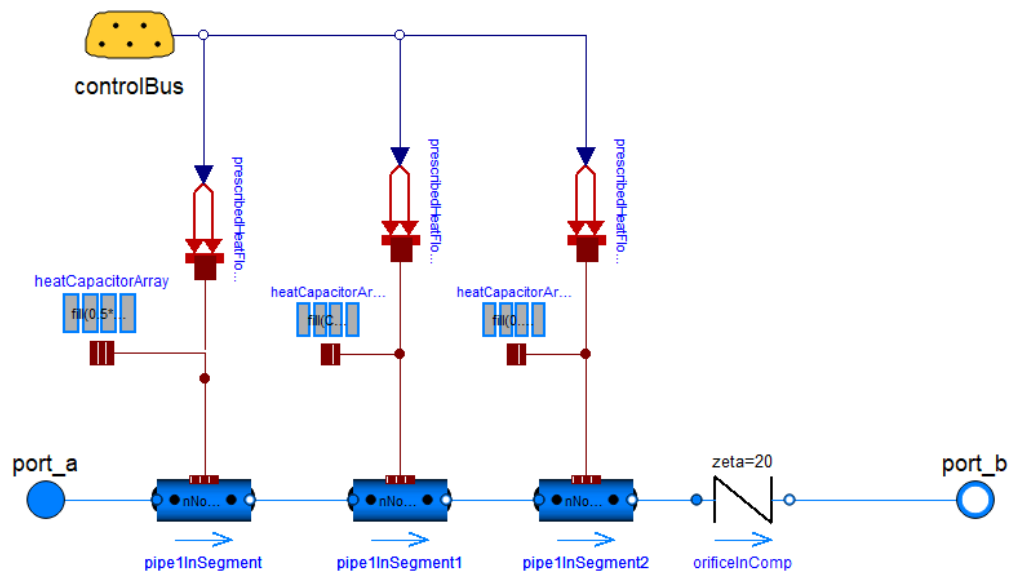 controlBus
prescribedHeatFlo...
prescribedHeatFlo...
prescribedHeatFlo...
heatCapacitorArray
fill(0.5*...
heatCapacitorAr...
fill(C...
heatCapacitorAr...
fill(0....
port_a
zeta=20
port_b
nNo...
nNo...
nNo...
pipe1InSegment
pipe1InSegment1
pipe1InSegment2
orificeInComp